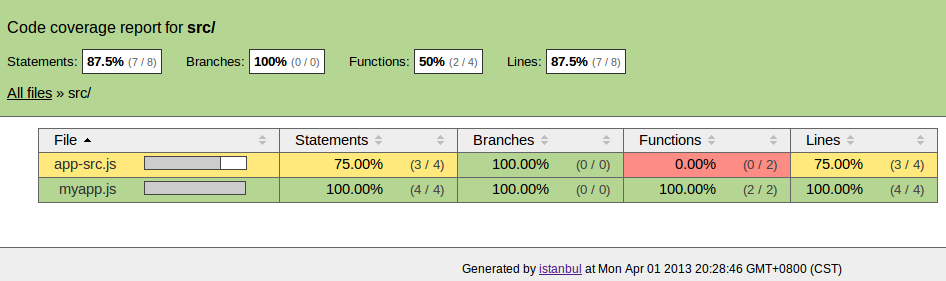 Code coverage report for src/
Statements: 87.5% (7 / 8) Branches: 100% (0 / 0) Functions: 50% (2 / 4) Lines: 87.5% (7 / 8)
All files » src/
File Statements Branches Functions Lines
app-src.js 75.00% (3 / 4) 100.00% (0 / 0) 0.00% (0 / 2) 75.00% (3 / 4)
myapp.js 100.00% (4 / 4) 100.00% (0 / 0) 100.00% (2 / 2) 100.00% (4 / 4)
Generated by istanbul at Mon Apr 01 2013 20:28:46 GMT+0800 (CST)